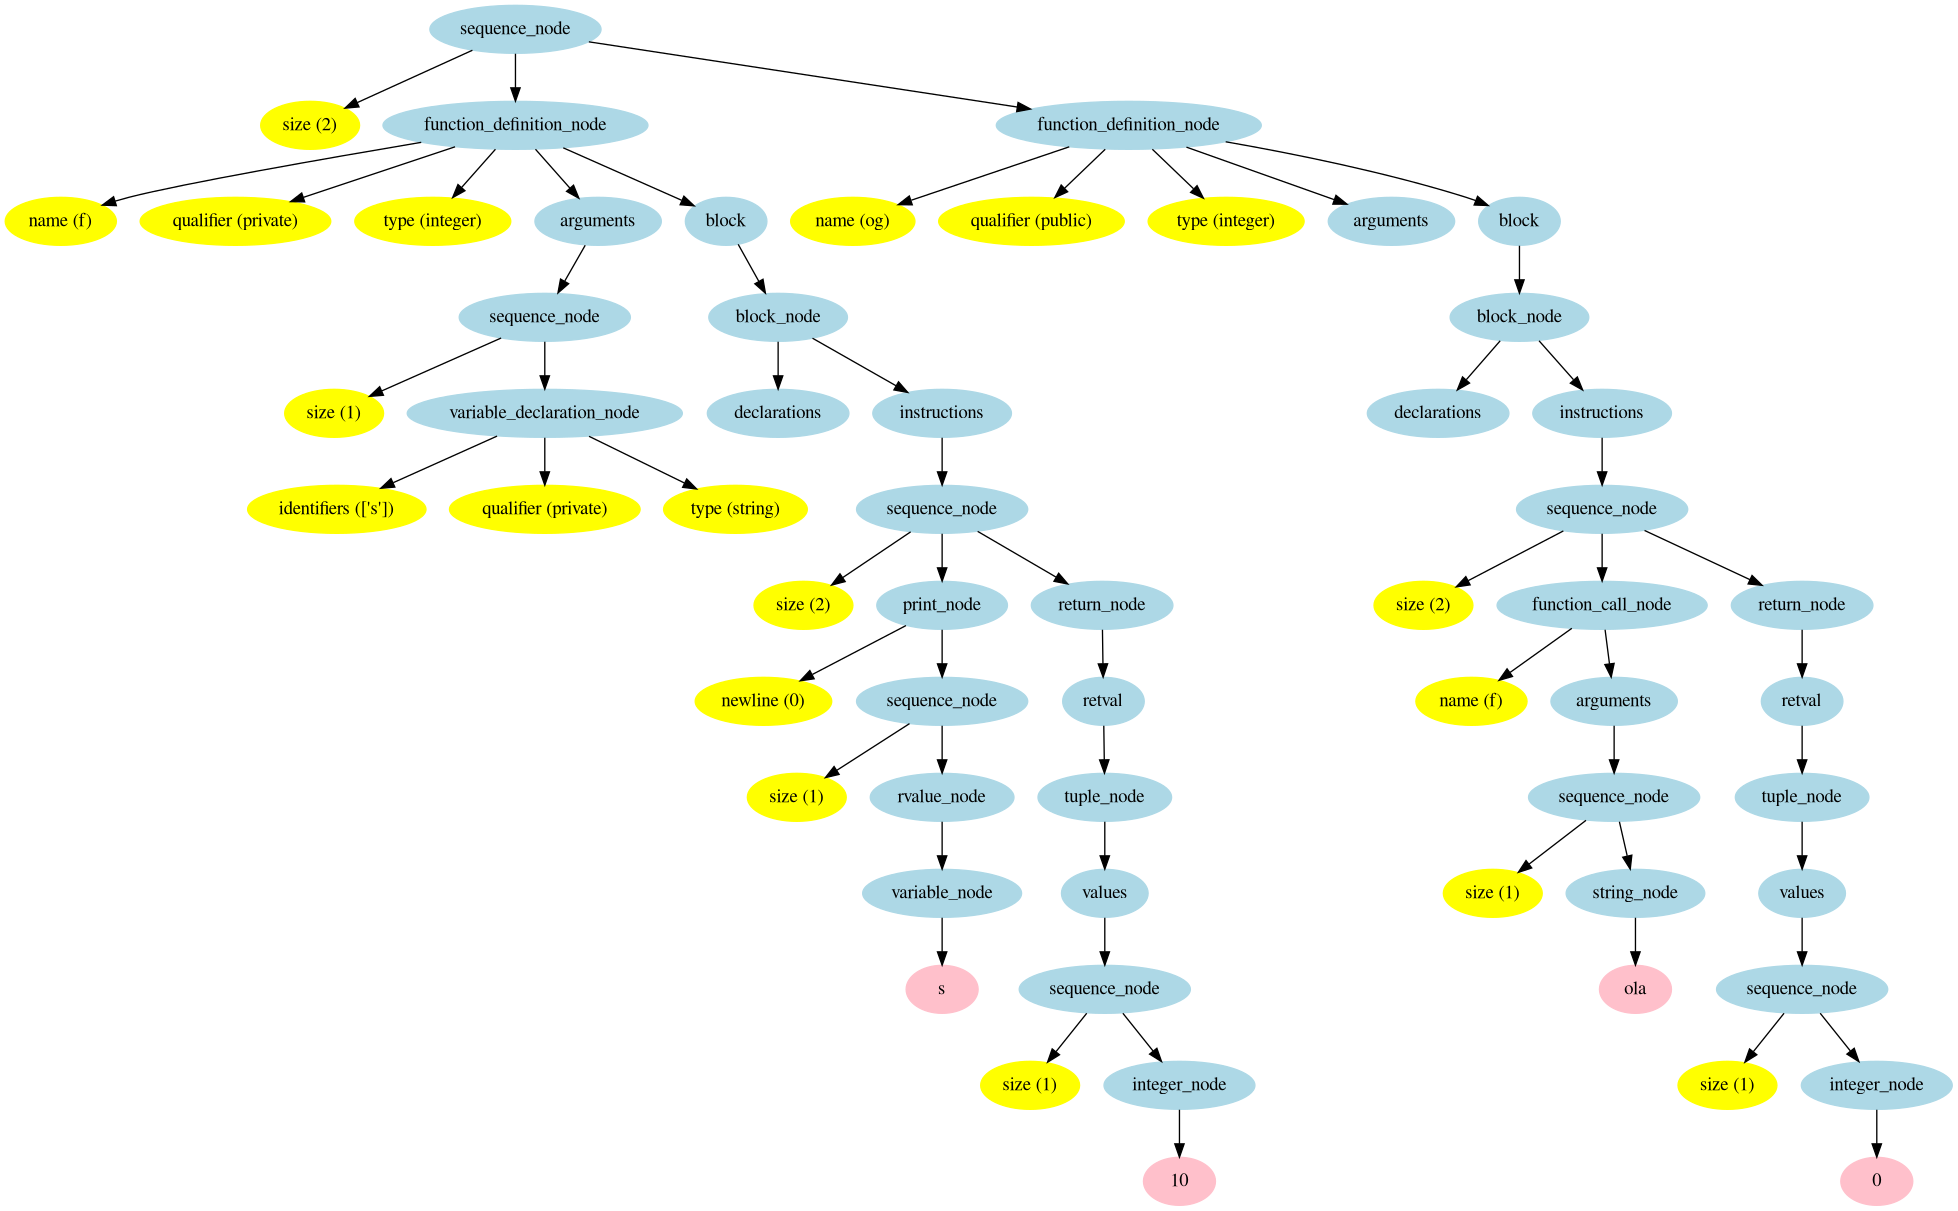 sequence_node
size (2)
function_definition_node
function_definition_node
name (f)
qualifier (private)
type (integer)
arguments
block
name (og)
qualifier (public)
type (integer)
arguments
block
sequence_node
block_node
block_node
size (1)
variable_declaration_node
declarations
instructions
declarations
instructions
identifiers (['s'])
qualifier (private)
type (string)
sequence_node
sequence_node
size (2)
print_node
return_node
size (2)
function_call_node
return_node
newline (0)
sequence_node
retval
name (f)
arguments
retval
size (1)
rvalue_node
tuple_node
sequence_node
tuple_node
variable_node
values
size (1)
string_node
values
s
sequence_node
ola
sequence_node
size (1)
integer_node
size (1)
integer_node
10
0